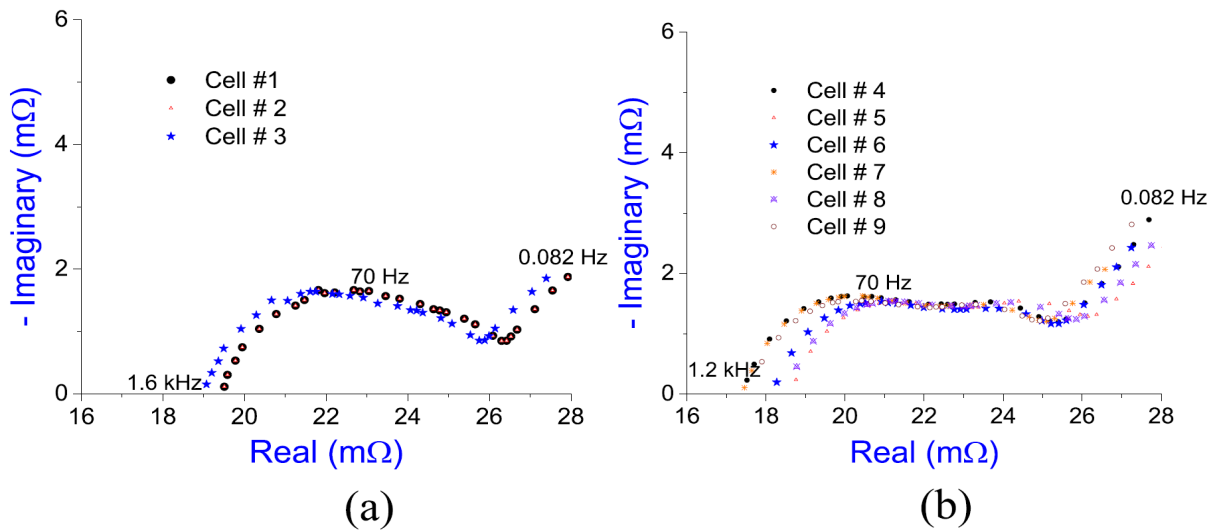 6
4
2
0
- Imaginary (mΩ)
Cell #1
Cell # 2
Cell # 3
70 Hz
0.082 Hz
1.6 kHz
16 18 20 22 24 26 28
Real (mΩ)
(a)
6
4
2
0
- Imaginary (mΩ)
Cell # 4
Cell # 5
Cell # 6
Cell # 7
Cell # 8
Cell # 9
0.082 Hz
70 Hz
1.2 kHz
16 18 20 22 24 26 28
Real (mΩ)
(b)